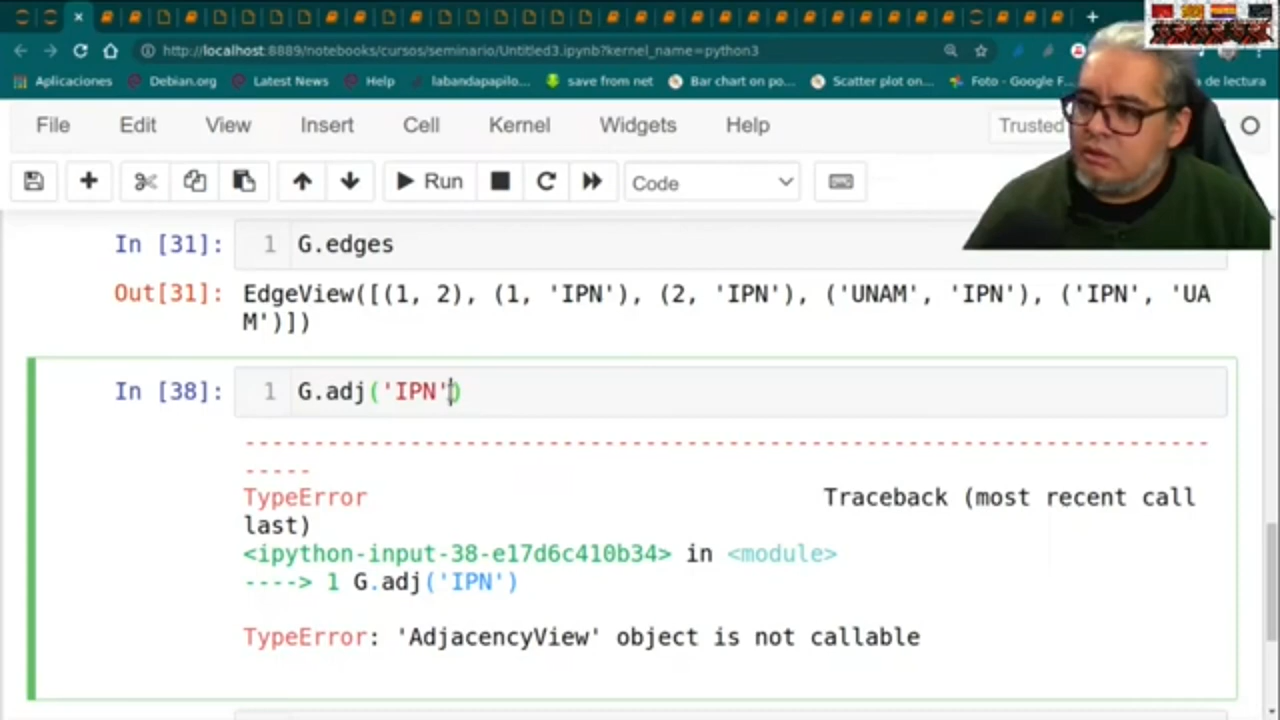 http://localhost:8889/notebooks/cursos/seminario/Untitled3.ipynb?kernel_name=python3
Aplicaciones Debian.org Latest News Help labandapapilo... save from net Bar chart on po... Scatter plot on... Foto - Google F... de lectura
File Edit View Insert Cell Kernel Widgets Help Trusted
Run Code
In [31]: 1 G.edges
Out[31]: EdgeView([(1, 2), (1, 'IPN'), (2, 'IPN'), ('UNAM', 'IPN'), ('IPN', 'UA
M')])
In [38]: 1 G.adj('IPN')
---------------------------------------------------------------------------
-----
TypeError Traceback (most recent call
last)
<ipython-input-38-e17d6c410b34> in <module>
----> 1 G.adj('IPN')
TypeError: 'AdjacencyView' object is not callable